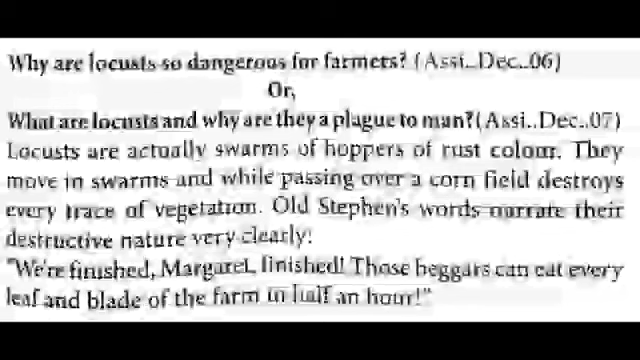 Why are locusts so dangerous for farmers? (Assi..Dec..06)
Or,
What are locusts and why are they a plague to man?(Assi..Dec..07)
Locusts are actually swarms of hoppers of rust colour. They
move in swarms and while passing over a corn field destroys
every trace of vegetation. Old Stephen's words narrate their
destructive nature very clearly:
"We're finished, Margaret, finished! Those beggars can eat every
leaf and blade of the farm in half an hour!"